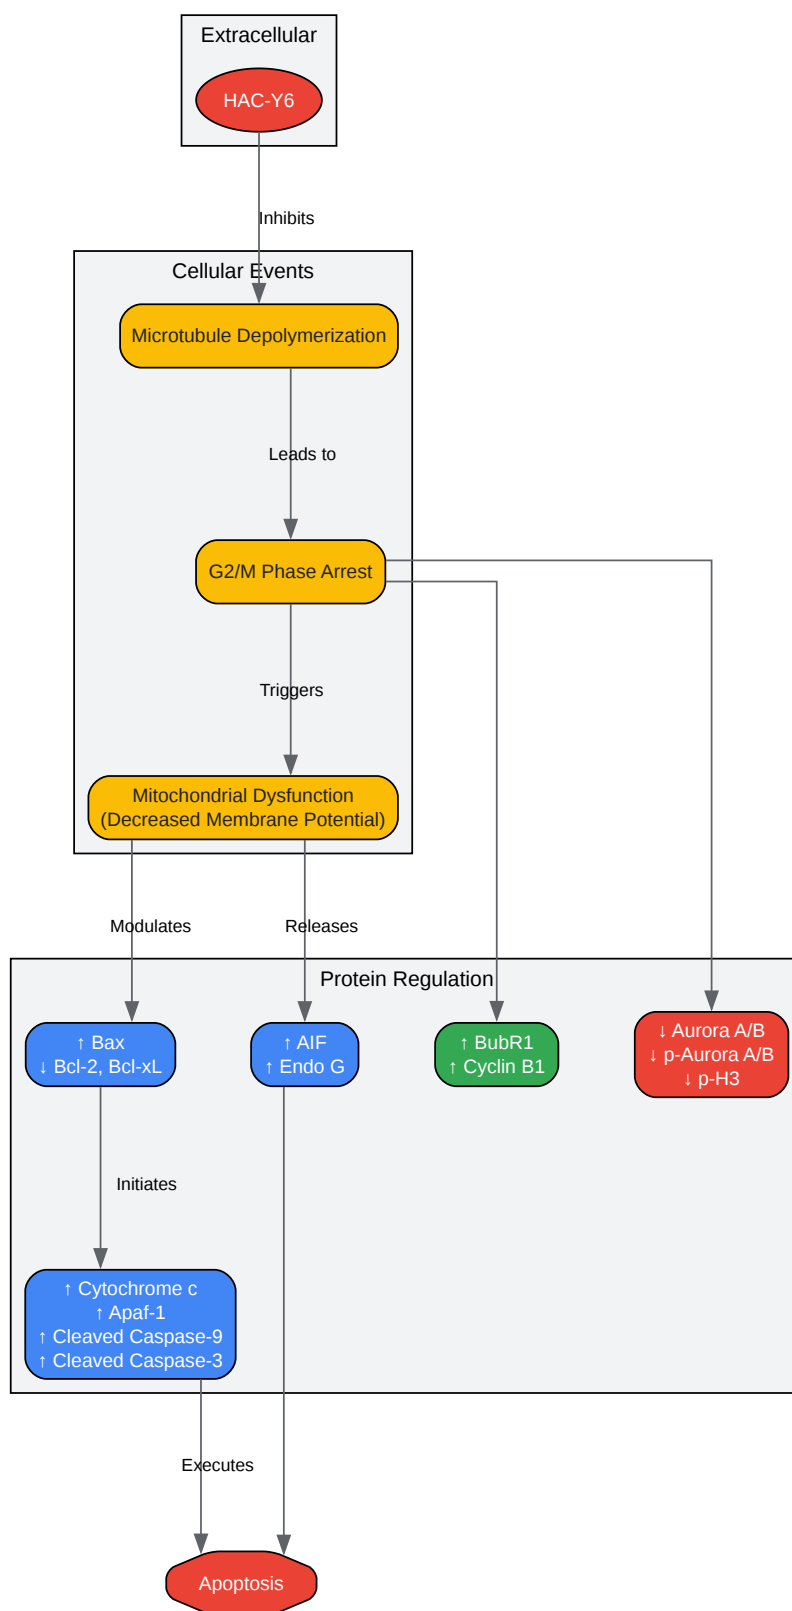 Extracellular
HAC-Y6
Inhibits
Cellular Events
Microtubule Depolymerization
Leads to
G2/M Phase Arrest
Triggers
Mitochondrial Dysfunction
(Decreased Membrane Potential)
Modulates
Releases
Protein Regulation
↑ Bax
↓ Bcl-2, Bcl-xL
↑ AIF
↑ Endo G
↑ BubR1
↑ Cyclin B1
↓ Aurora A/B
↓ p-Aurora A/B
↓ p-H3
Initiates
↑ Cytochrome c
↑ Apaf-1
↑ Cleaved Caspase-9
↑ Cleaved Caspase-3
Executes
Apoptosis